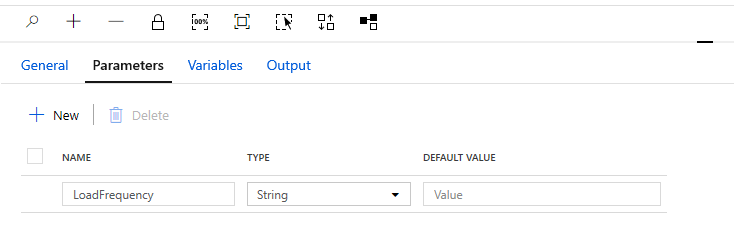 100%
General Parameters Variables Output
New Delete
NAME TYPE DEFAULT VALUE
LoadFrequency String Value